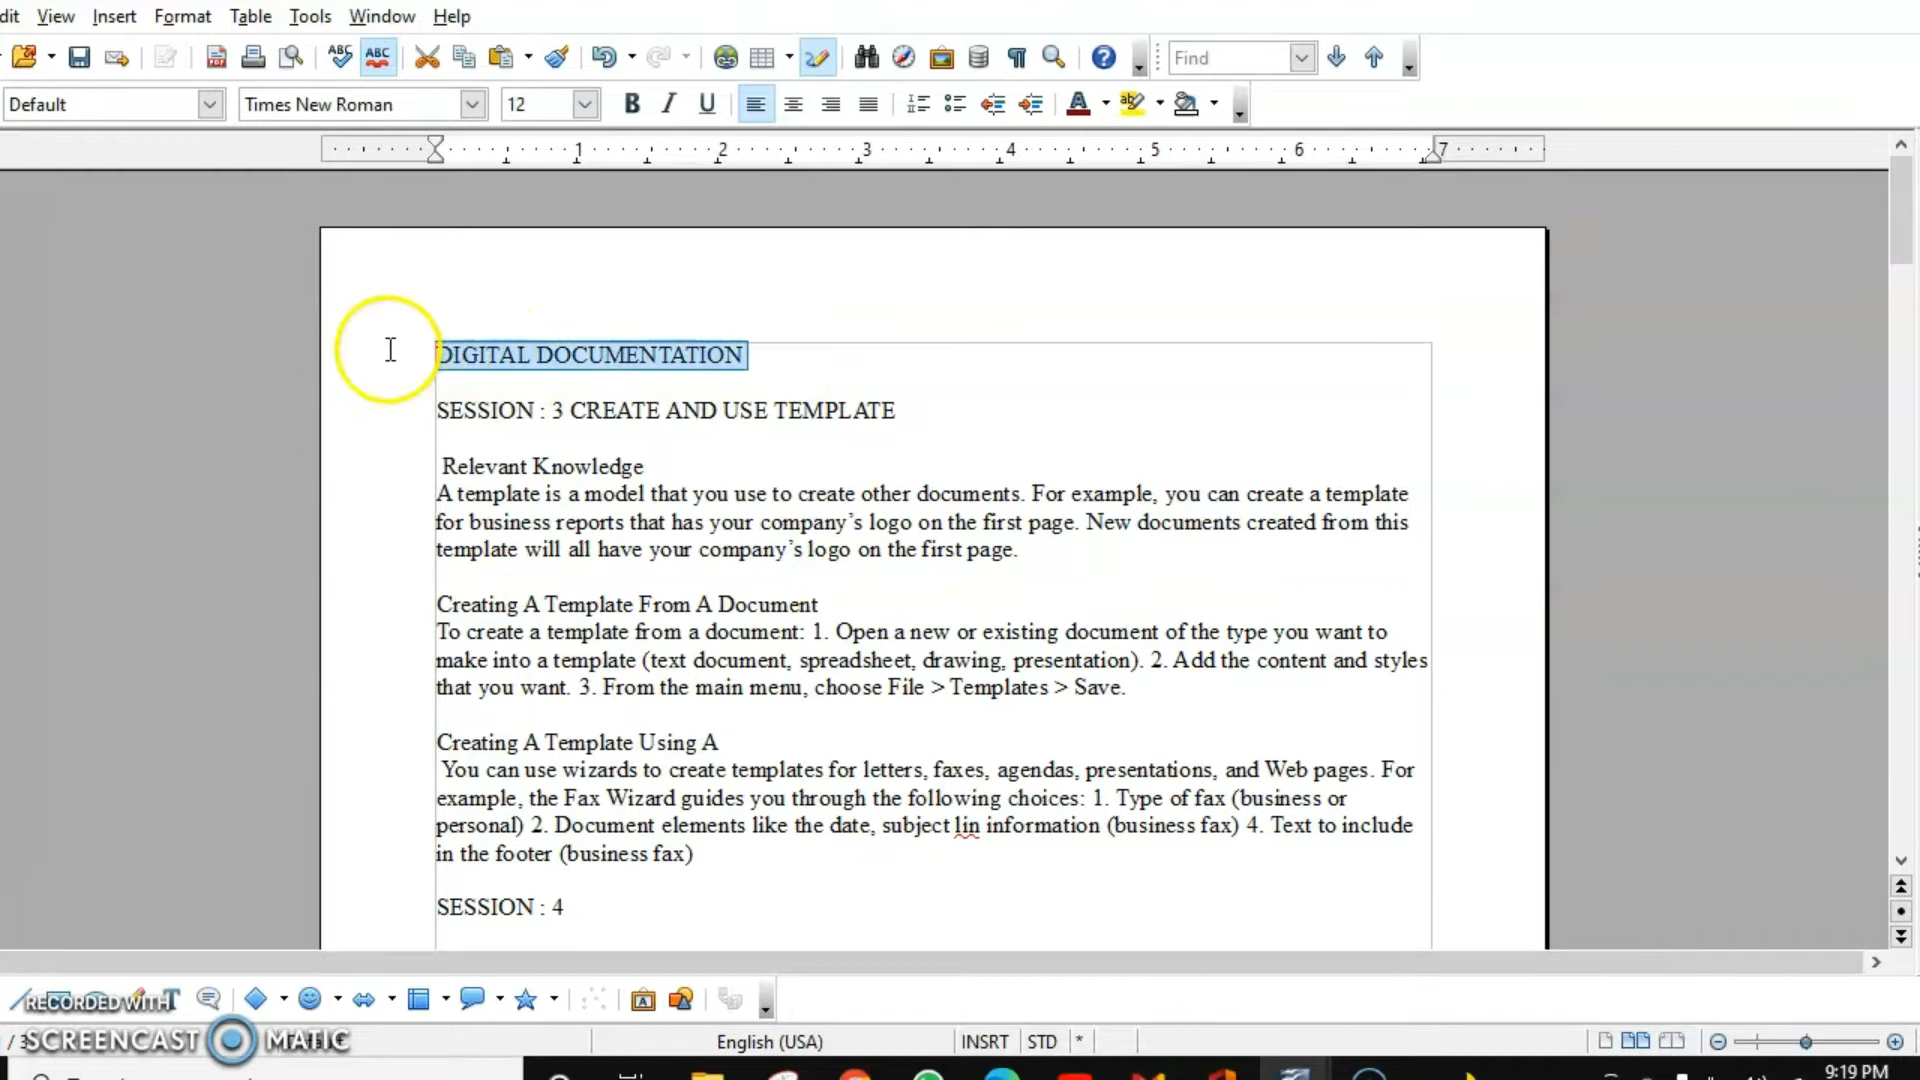 dit View Insert Format Table Tools Window Help
ABC ABC Find
Default Times New Roman 12 B I U A
1 2 3 4 5 6 7
DIGITAL DOCUMENTATION
SESSION : 3 CREATE AND USE TEMPLATE
Relevant Knowledge
A template is a model that you use to create other documents. For example, you can create a template
for business reports that has your company’s logo on the first page. New documents created from this
template will all have your company’s logo on the first page.
Creating A Template From A Document
To create a template from a document: 1. Open a new or existing document of the type you want to
make into a template (text document, spreadsheet, drawing, presentation). 2. Add the content and styles
that you want. 3. From the main menu, choose File > Templates > Save.
Creating A Template Using A
You can use wizards to create templates for letters, faxes, agendas, presentations, and Web pages. For
example, the Fax Wizard guides you through the following choices: 1. Type of fax (business or
personal) 2. Document elements like the date, subject lin information (business fax) 4. Text to include
in the footer (business fax)
SESSION : 4
RECORDED WITH
SCREENCAST MATIC
/ 3 English (USA) INSRT STD *
9:19 PM